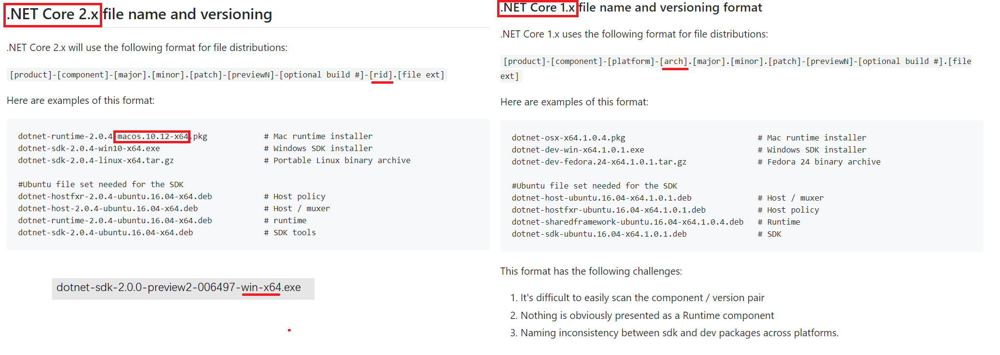 .NET Core 2.x file name and versioning
.NET Core 2.x will use the following format for file distributions:
[product]-[component]-[major].[minor].[patch]-[previewN]-[optional build #]-[rid].[file ext]
Here are examples of this format:
dotnet-runtime-2.0.4-macos.10.12-x64.pkg # Mac runtime installer
dotnet-sdk-2.0.4-win10-x64.exe # Windows SDK installer
dotnet-sdk-2.0.4-linux-x64.tar.gz # Portable Linux binary archive
#Ubuntu file set needed for the SDK
dotnet-hostfxr-2.0.4-ubuntu.16.04-x64.deb # Host policy
dotnet-host-2.0.4-ubuntu.16.04-x64.deb # Host / muxer
dotnet-runtime-2.0.4-ubuntu.16.04-x64.deb # runtime
dotnet-sdk-2.0.4-ubuntu.16.04-x64.deb # SDK tools
dotnet-sdk-2.0.0-preview2-006497-win-x64.exe
.NET Core 1.x file name and versioning format
.NET Core 1.x uses the following format for file distributions:
[product]-[component]-[platform]-[arch].[major].[minor].[patch]-[previewN]-[optional build #].[file
ext]
Here are examples of this format:
dotnet-osx-x64.1.0.4.pkg # Mac runtime installer
dotnet-dev-win-x64.1.0.1.exe # Windows SDK installer
dotnet-dev-fedora.24-x64.1.0.1.tar.gz # Fedora 24 binary archive
#Ubuntu file set needed for the SDK
dotnet-host-ubuntu.16.04-x64.1.0.1.deb # Host / muxer
dotnet-hostfxr-ubuntu.16.04-x64.1.0.1.deb # Host policy
dotnet-sharedframework-ubuntu.16.04-x64.1.0.4.deb # Runtime
dotnet-sdk-ubuntu.16.04-x64.1.0.1.deb # SDK
This format has the following challenges:
1. It's difficult to easily scan the component / version pair
2. Nothing is obviously presented as a Runtime component
3. Naming inconsistency between sdk and dev packages across platforms.